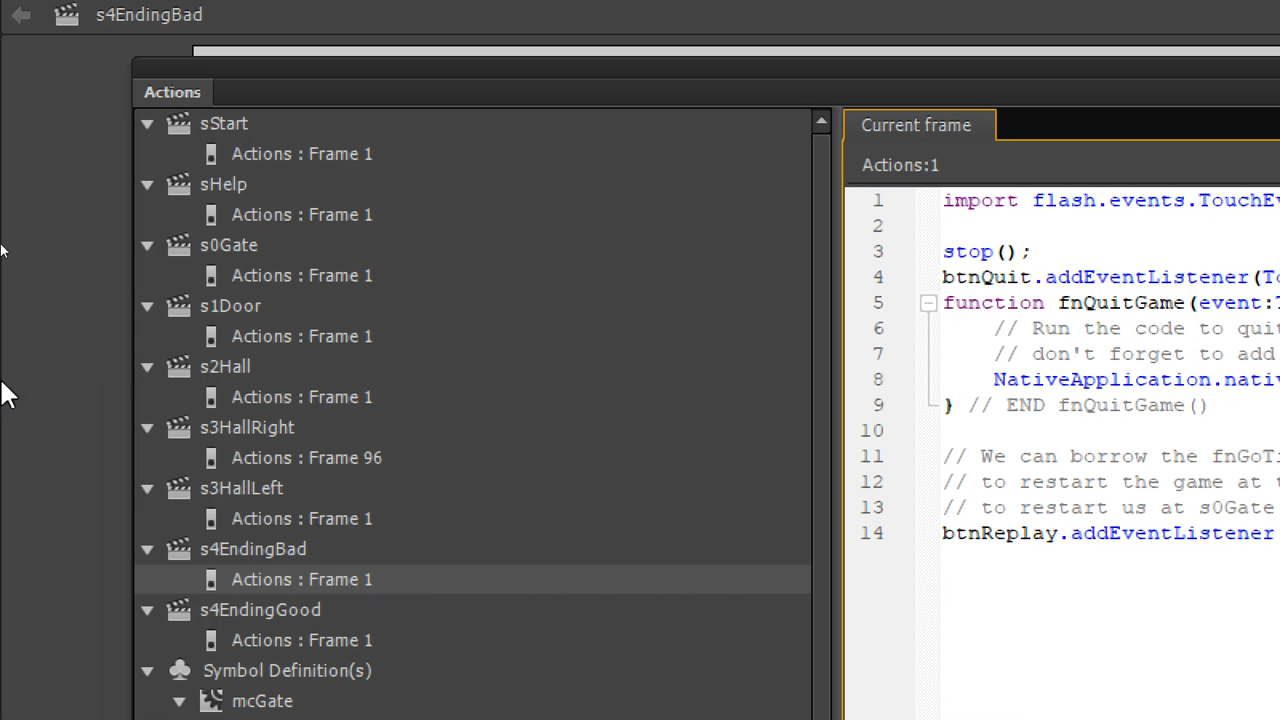 s4EndingBad
Actions
sStart
Actions : Frame 1
sHelp
Actions : Frame 1
s0Gate
Actions : Frame 1
s1Door
Actions : Frame 1
s2Hall
Actions : Frame 1
s3HallRight
Actions : Frame 96
s3HallLeft
Actions : Frame 1
s4EndingBad
Actions : Frame 1
s4EndingGood
Actions : Frame 1
Symbol Definition(s)
mcGate
Current frame
Actions:1
1 import flash.events.TouchEv
2
3 stop();
4 btnQuit.addEventListener(To
5 function fnQuitGame(event:T
6 // Run the code to quit
7 // don't forget to add
8 NativeApplication.nativ
9 } // END fnQuitGame()
10
11 // We can borrow the fnGoTi
12 // to restart the game at t
13 // to restart us at s0Gate
14 btnReplay.addEventListener